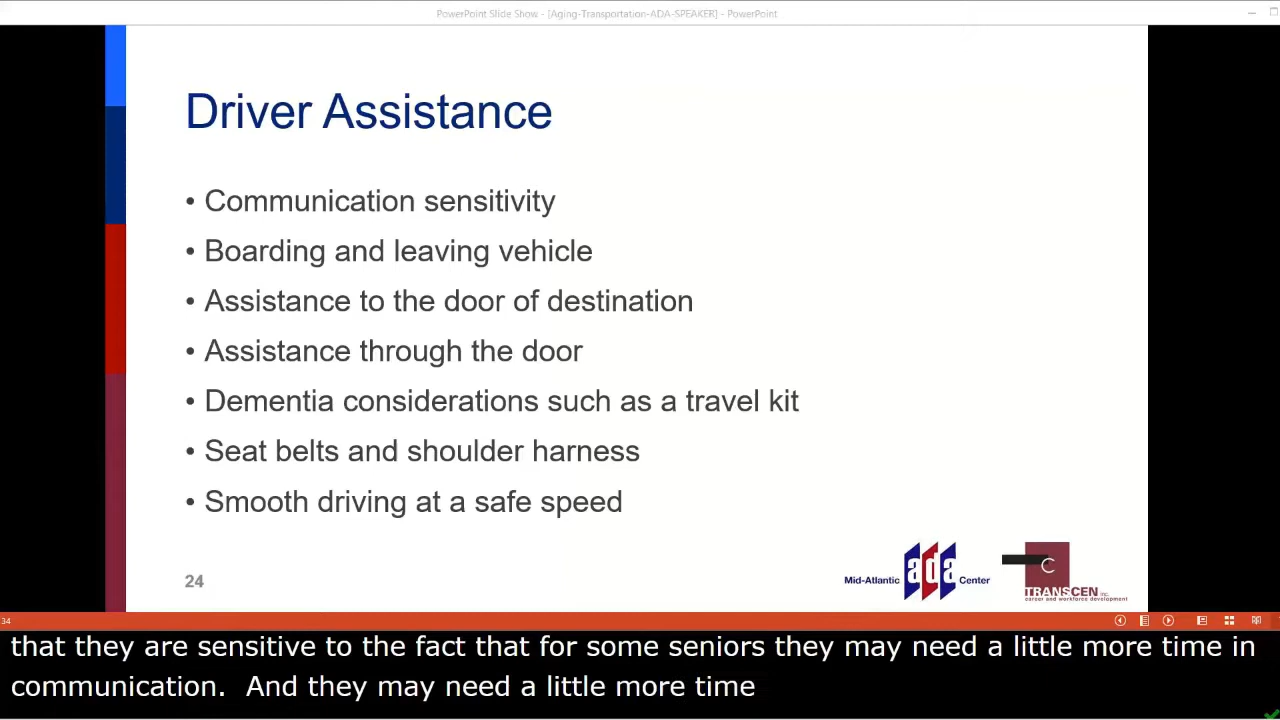 PowerPoint Slide Show - [Aging-Transportation-ADA-SPEAKER] - PowerPoint
Driver Assistance
• Communication sensitivity
• Boarding and leaving vehicle
• Assistance to the door of destination
• Assistance through the door
• Dementia considerations such as a travel kit
• Seat belts and shoulder harness
• Smooth driving at a safe speed
24
Mid-Atlantic ada Center
C
TRANSCEN inc.
career and workforce development
34
that they are sensitive to the fact that for some seniors they may need a little more time in
communication.  And they may need a little more time